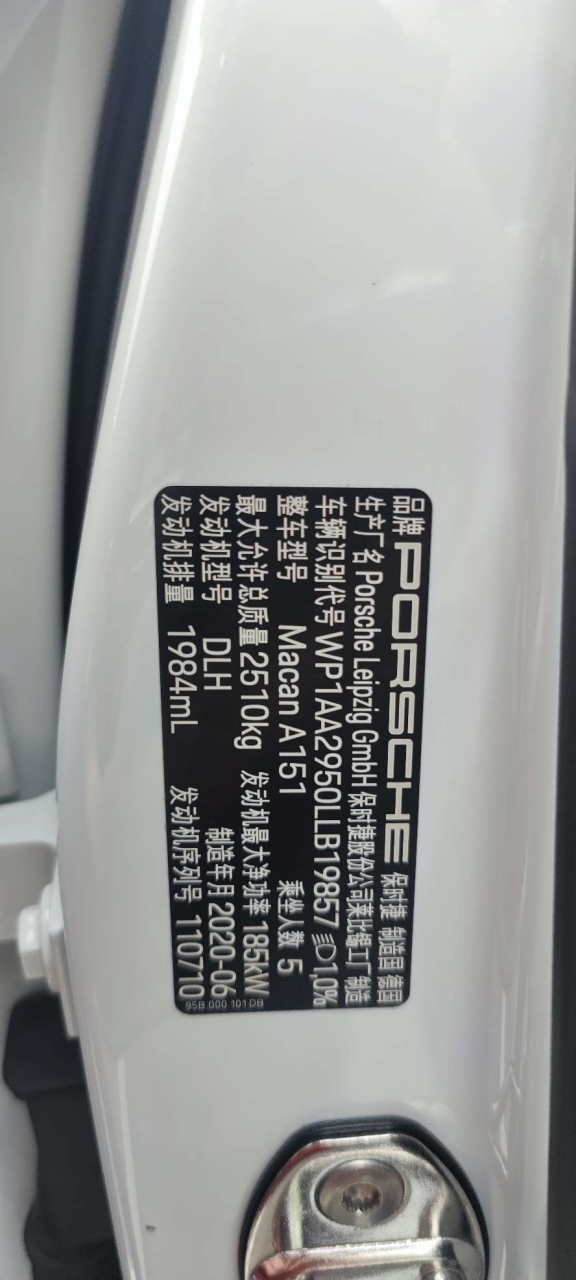 品牌 PORSCHE 保时捷 制造国 德国
生产厂名 Porsche Leipzig GmbH 保时捷股份公司莱比锡工厂 制造
车辆识别代号 WP1AA2950LLB19857 1,0%
整车型号 Macan A151 乘坐人数 5
最大允许总质量 2510kg 发动机最大净功率 185kW
发动机型号 DLH 制造年月 2020-06
发动机排量 1984mL 发动机序列号 110710
95B.000.101DB